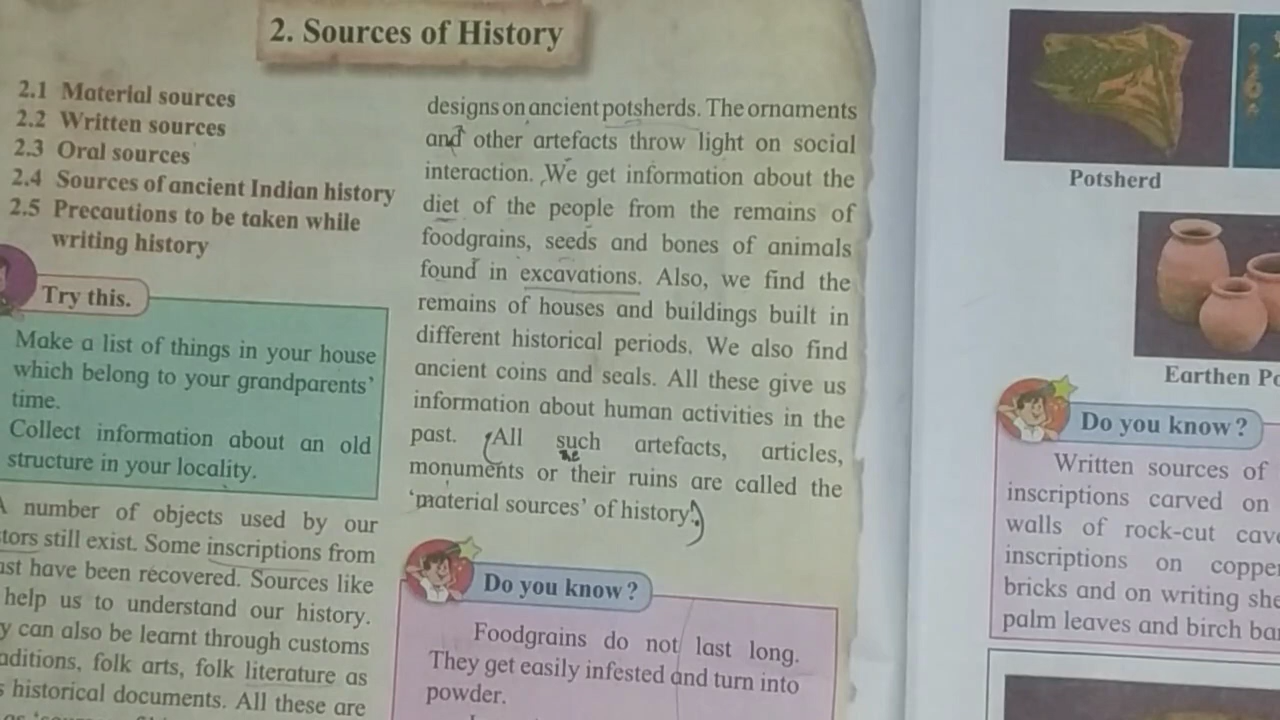 2. Sources of History
2.1 Material sources
2.2 Written sources
2.3 Oral sources
2.4 Sources of ancient Indian history
2.5 Precautions to be taken while
writing history
Try this.
Make a list of things in your house
which belong to your grandparents'
time.
Collect information about an old
structure in your locality.
A number of objects used by our
still exist. Some inscriptions from
have been recovered. Sources like
help us to understand our history.
can also be learnt through customs
folk arts, folk literature as
historical documents. All these are
designs on ancient potsherds. The ornaments
and other artefacts throw light on social
interaction. We get information about the
diet of the people from the remains of
foodgrains, seeds and bones of animals
found in excavations. Also, we find the
remains of houses and buildings built in
different historical periods. We also find
ancient coins and seals. All these give us
information about human activities in the
past. (All such artefacts, articles,
monuments or their ruins are called the
'material sources' of history.)
Do you know?
Foodgrains do not last long.
They get easily infested and turn into
powder.
Potsherd
Earthen
Do you know?
Written sources of
inscriptions carved on
walls of rock-cut
inscriptions on
bricks and on writing
palm leaves and birch